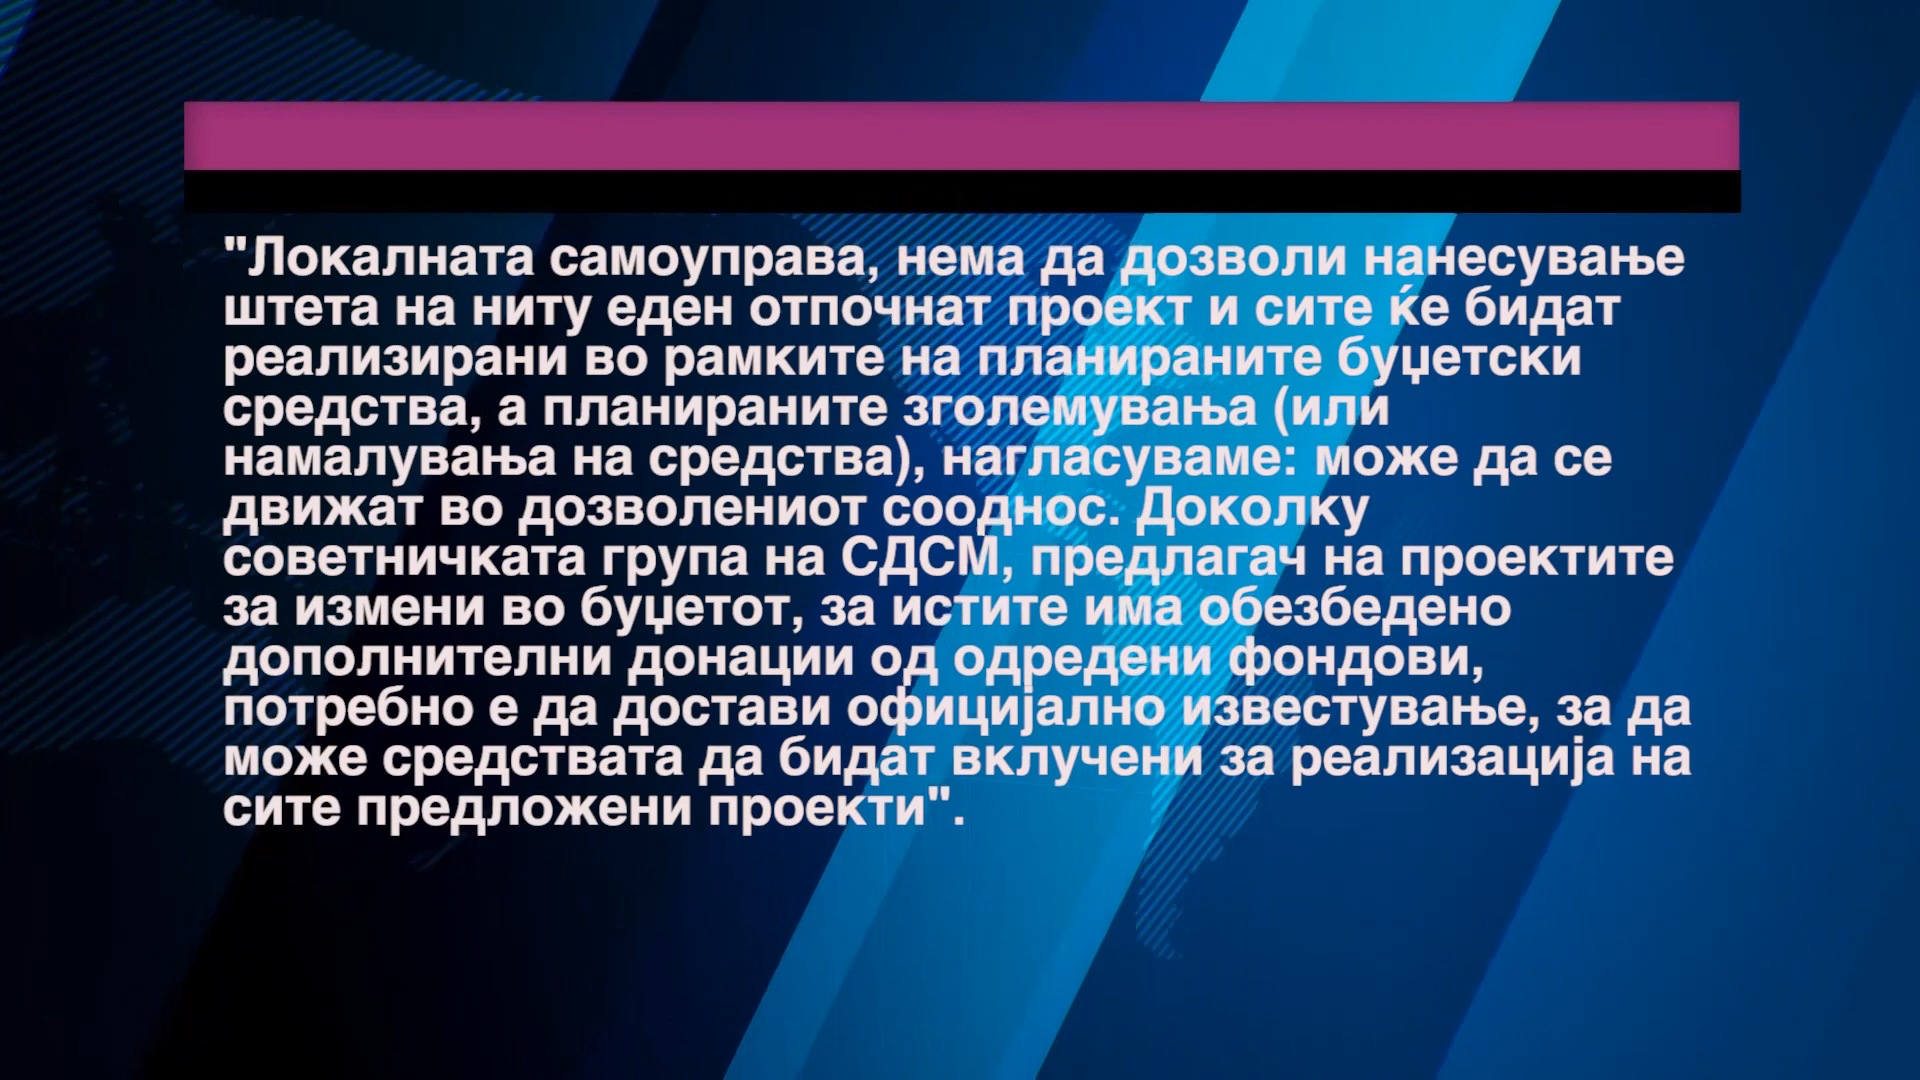 "Локалната самоуправа, нема да дозволи нанесување
штета на ниту еден отпочнат проект и сите ќе бидат
реализирани во рамките на планираните буџетски
средства, а планираните зголемувања (или
намалувања на средства), нагласуваме: може да се
движат во дозволениот сооднос. Доколку
советничката група на СДСМ, предлагач на проектите
за измени во буџетот, за истите има обезбедено
дополнителни донации од одредени фондови,
потребно е да достави официјално известување, за да
може средствата да бидат вклучени за реализација на
сите предложени проекти".